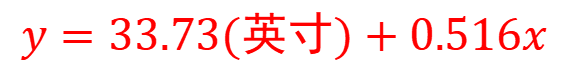 y = 33.73(英寸) + 0.516x